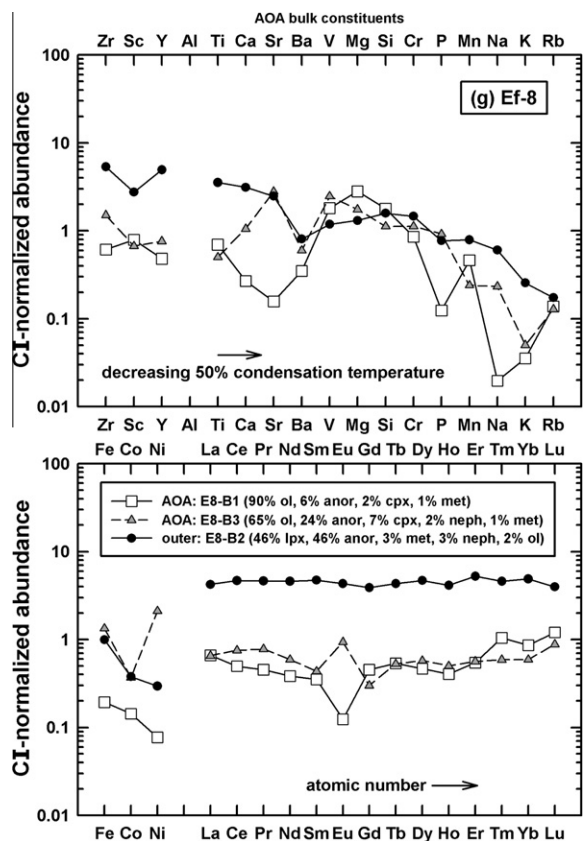 AOA bulk constituents
Zr Sc Y Al Ti Ca Sr Ba V Mg Si Cr P Mn Na K Rb
(g) Ef-8
CI-normalized abundance
100
10
1
0.1
0.01
decreasing 50% condensation temperature
Zr Sc Y Al Ti Ca Sr Ba V Mg Si Cr P Mn Na K Rb
Fe Co Ni La Ce Pr Nd Sm Eu Gd Tb Dy Ho Er Tm Yb Lu
AOA: E8-B1 (90% ol, 6% anor, 2% cpx, 1% met)
AOA: E8-B3 (65% ol, 24% anor, 7% cpx, 2% neph, 1% met)
outer: E8-B2 (46% lpx, 46% anor, 3% met, 3% neph, 2% ol)
CI-normalized abundance
100
10
1
0.1
0.01
atomic number
Fe Co Ni La Ce Pr Nd Sm Eu Gd Tb Dy Ho Er Tm Yb Lu